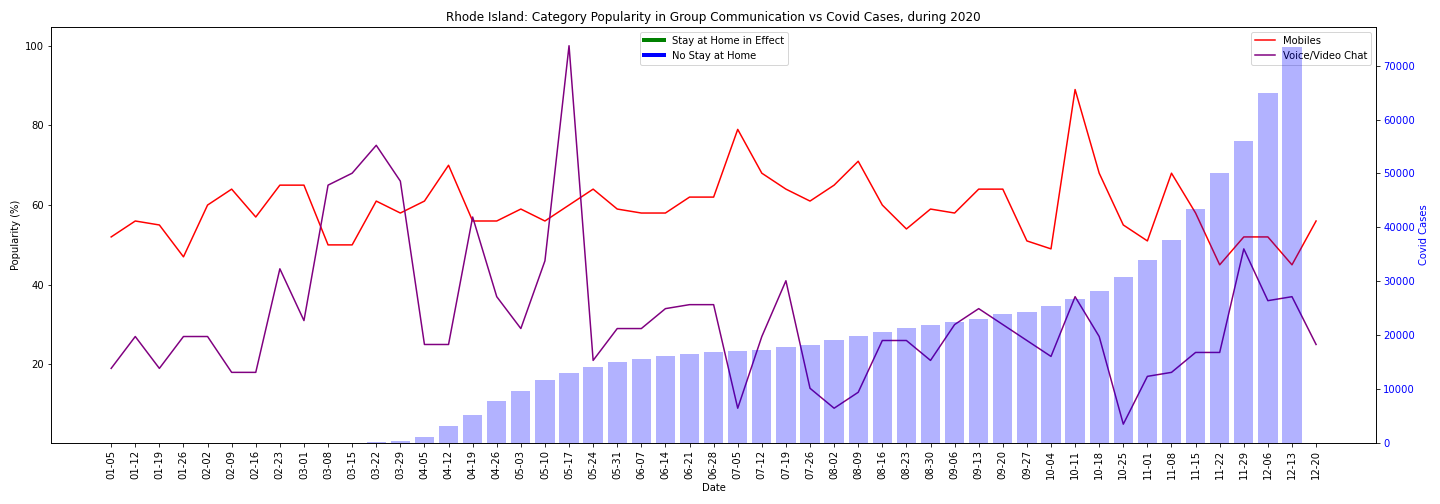 Rhode Island: Category Popularity in Group Communication vs Covid Cases, during 2020
Stay at Home in Effect
No Stay at Home
Mobiles
Voice/Video Chat
Popularity (%)
100
80
60
40
20
70000
60000
50000
40000
30000
20000
10000
0
Covid Cases
01-05 01-12 01-19 01-26 02-02 02-09 02-16 02-23 03-01 03-08 03-15 03-22 03-29 04-05 04-12 04-19 04-26 05-03 05-10 05-17 05-24 05-31 06-07 06-14 06-21 06-28 07-05 07-12 07-19 07-26 08-02 08-09 08-16 08-23 08-30 09-06 09-13 09-20 09-27 10-04 10-11 10-18 10-25 11-01 11-08 11-15 11-22 11-29 12-06 12-13 12-20
Date